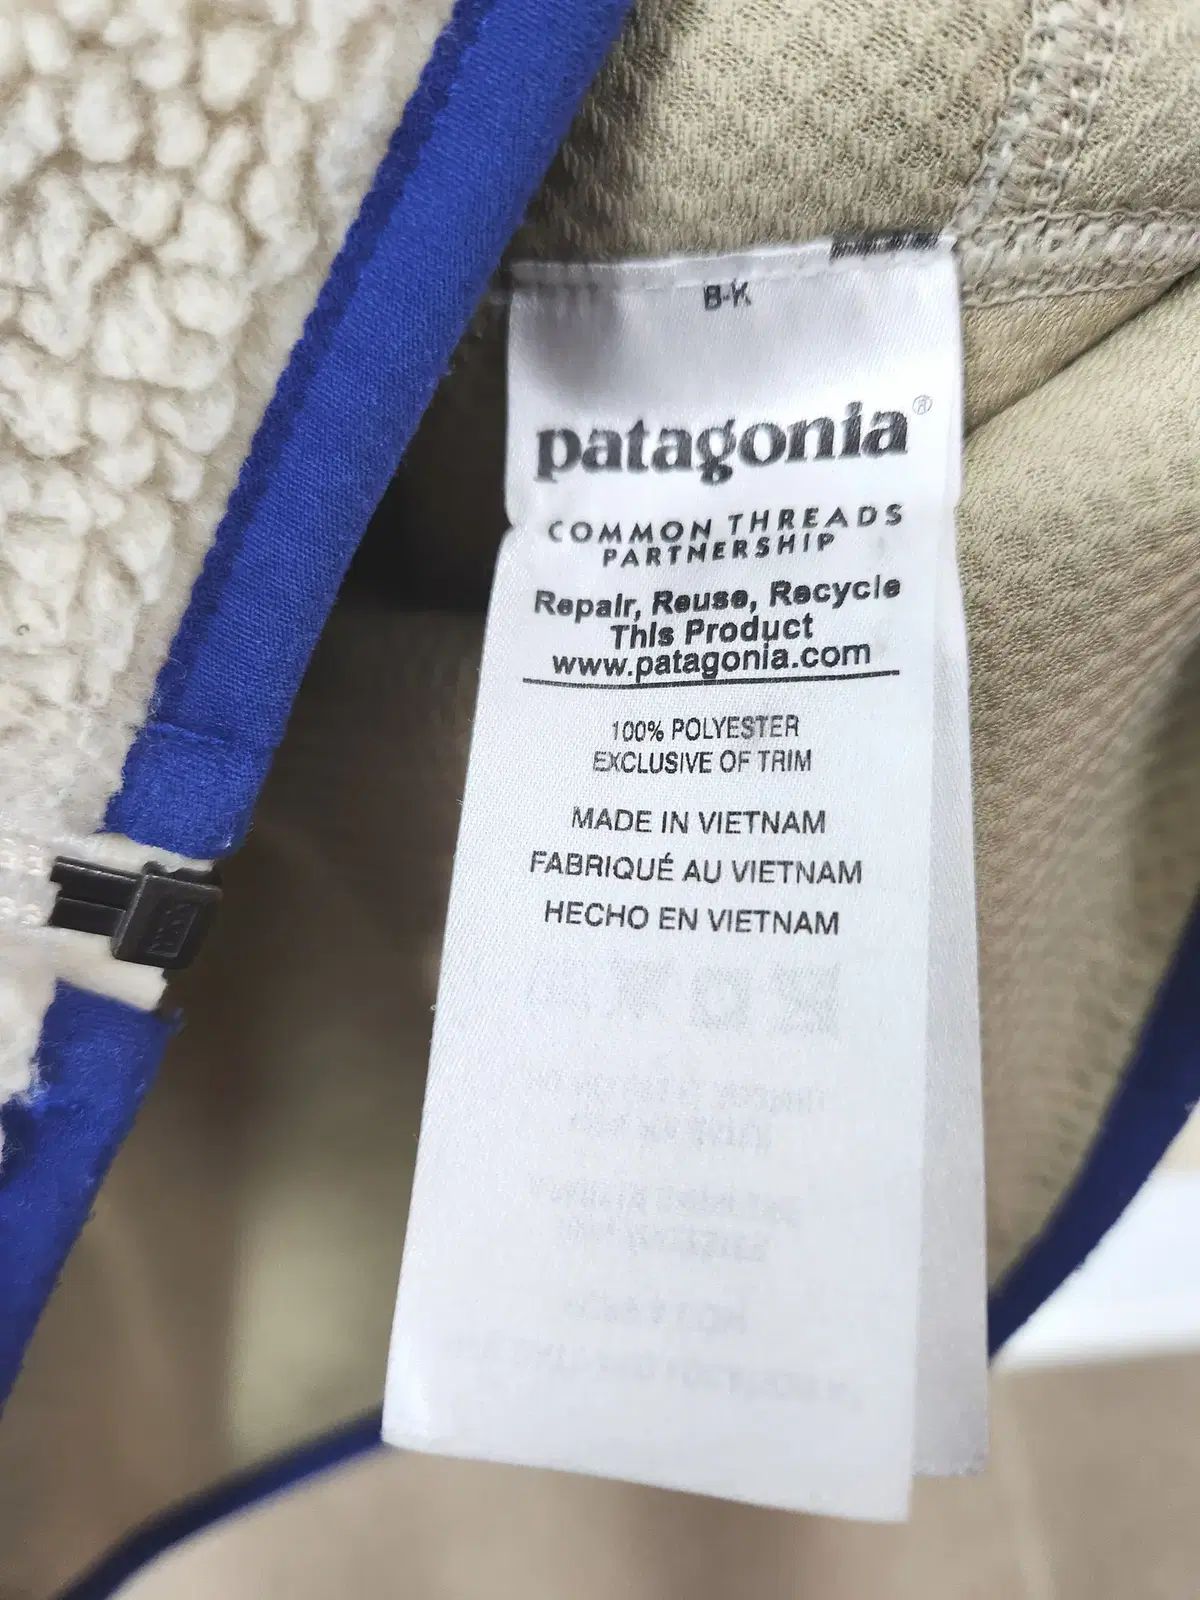 B-K
patagonia®
COMMON THREADS
PARTNERSHIP
Repair, Reuse, Recycle
This Product
www.patagonia.com
100% POLYESTER
EXCLUSIVE OF TRIM
MADE IN VIETNAM
FABRIQUÉ AU VIETNAM
HECHO EN VIETNAM